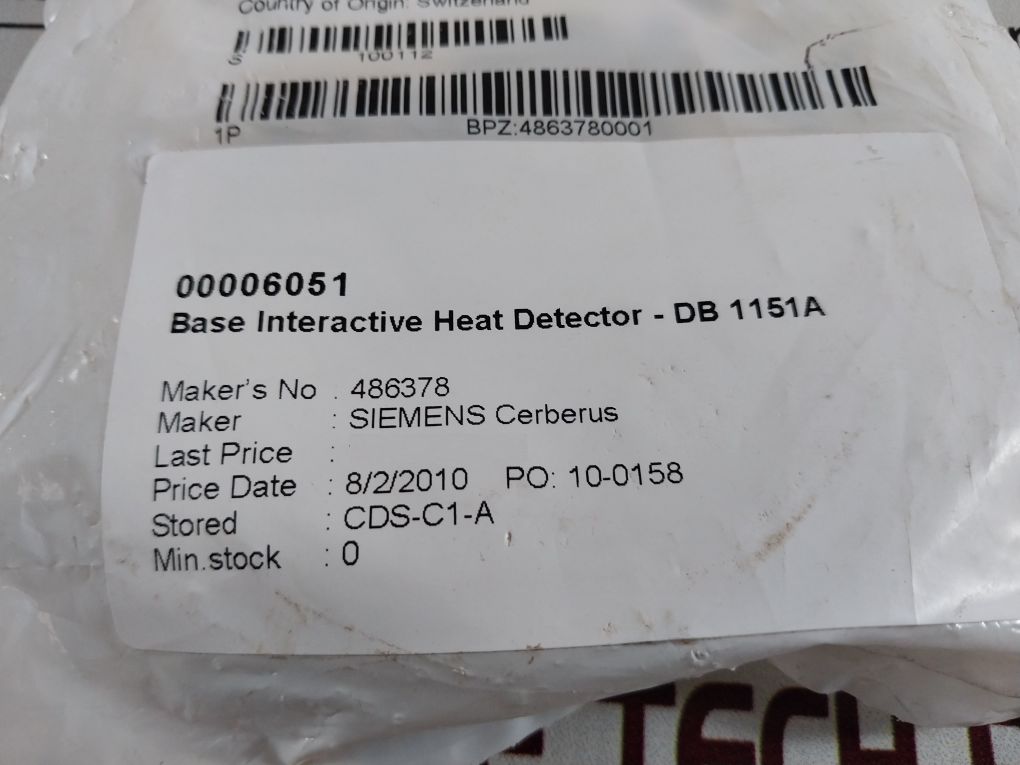 Country of Origin: Switzerland
S
100112
1P
BPZ:4863780001
00006051
Base Interactive Heat Detector - DB 1151A
Maker's No : 486378
Maker : SIEMENS Cerberus
Last Price :
Price Date : 8/2/2010 PO: 10-0158
Stored : CDS-C1-A
Min.stock : 0
TECH